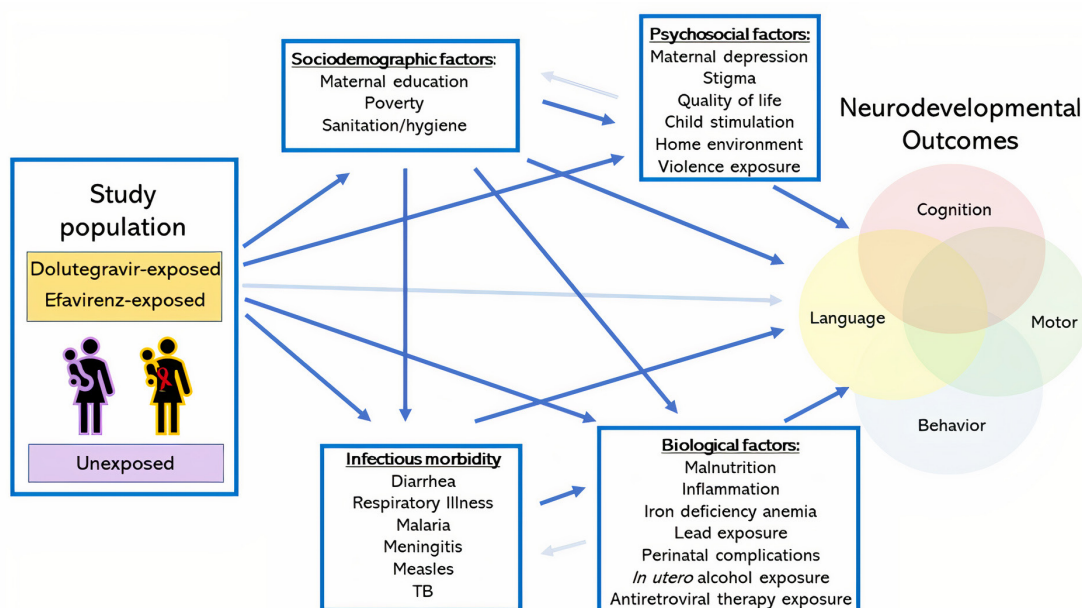 Study
population
Dolutegravir-exposed
Efavirenz-exposed
Unexposed
Sociodemographic factors:
Maternal education
Poverty
Sanitation/hygiene
Psychosocial factors:
Maternal depression
Stigma
Quality of life
Child stimulation
Home environment
Violence exposure
Infectious morbidity
Diarrhea
Respiratory Illness
Malaria
Meningitis
Measles
TB
Biological factors:
Malnutrition
Inflammation
Iron deficiency anemia
Lead exposure
Perinatal complications
In utero alcohol exposure
Antiretroviral therapy exposure
Neurodevelopmental
Outcomes
Cognition
Language
Motor
Behavior